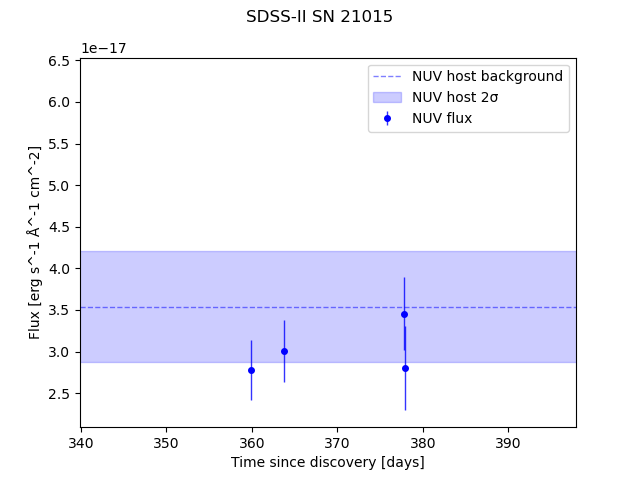 SDSS-II SN 21015
1e−17
6.5
6.0
5.5
5.0
4.5
4.0
3.5
3.0
2.5
Flux [erg s^-1 Å^-1 cm^-2]
NUV host background
NUV host 2σ
NUV flux
340 350 360 370 380 390
Time since discovery [days]